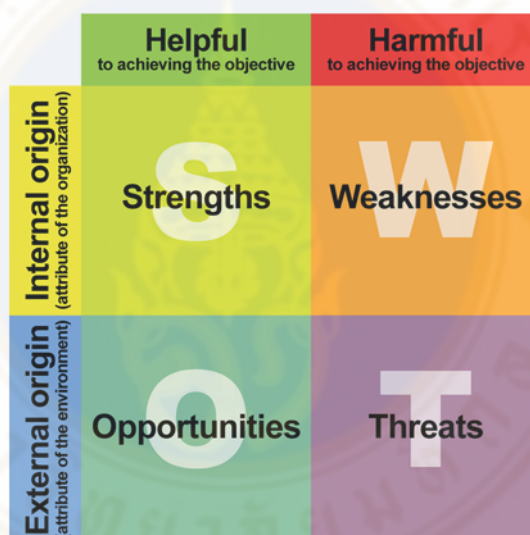 Helpful
to achieving the objective
Harmful
to achieving the objective
Internal origin
(attribute of the organization)
S
Strengths
W
Weaknesses
External origin
(attribute of the environment)
O
Opportunities
T
Threats